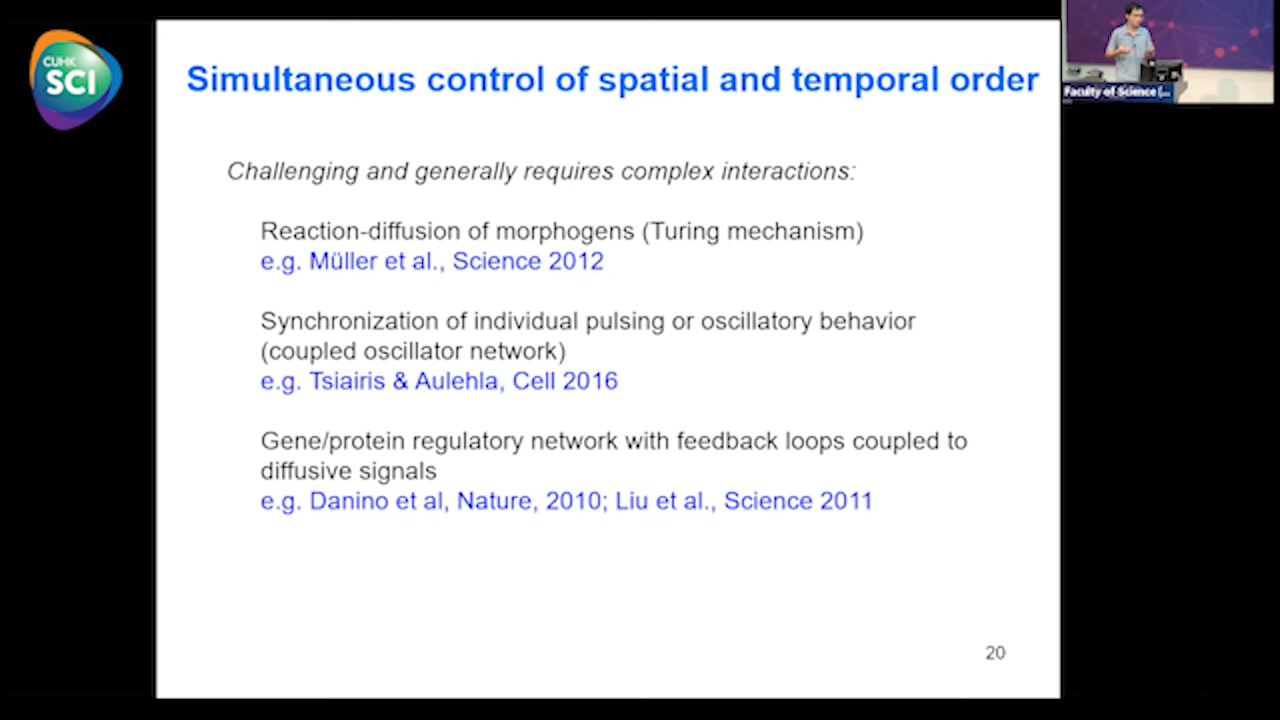 CUHK
SCI
Simultaneous control of spatial and temporal order
Faculty of Science (...
Challenging and generally requires complex interactions:
Reaction-diffusion of morphogens (Turing mechanism)
e.g. Müller et al., Science 2012
Synchronization of individual pulsing or oscillatory behavior
(coupled oscillator network)
e.g. Tsiairis & Aulehla, Cell 2016
Gene/protein regulatory network with feedback loops coupled to
diffusive signals
e.g. Danino et al, Nature, 2010; Liu et al., Science 2011
20